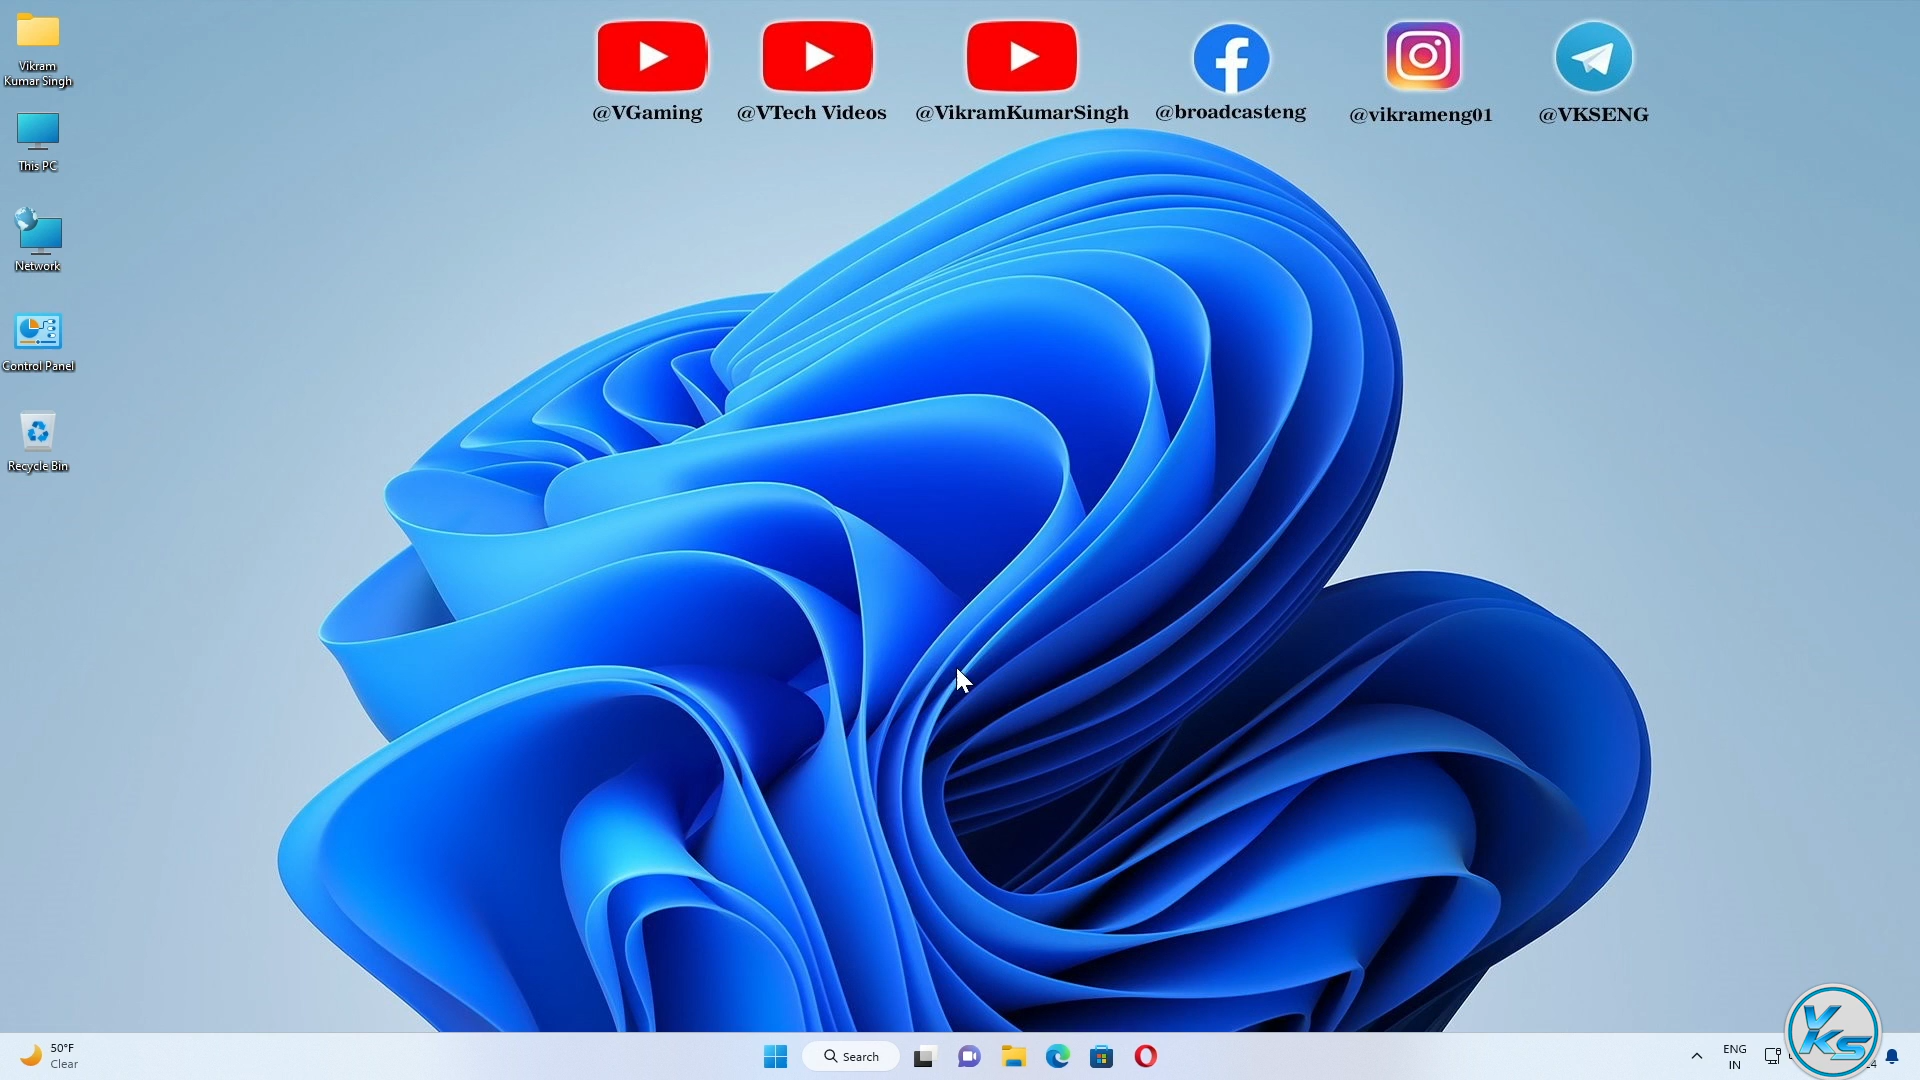 @VGaming
@VTech Videos
@VikramKumarSingh
@broadcasteng
@vikrameng01
@VKSENG
Vikram
Kumar Singh
This PC
Network
Control Panel
Recycle Bin
50°F
Clear
Search
ENG
IN
VKS